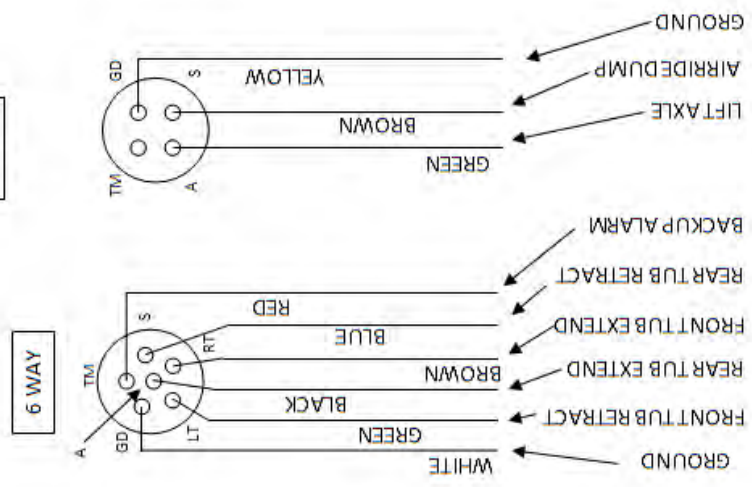 6 WAY
GROUND
FRONT TUB RETRACT
REAR TUB EXTEND
FRONT TUB EXTEND
REAR TUB RETRACT
BACKUP ALARM
WHITE
GREEN
BLACK
BROWN
BLUE
RED
A
GD
LT
TM
RT
S
LIFT AXLE
AIRRIDE DUMP
GROUND
GREEN
BROWN
YELLOW
TM
A
GD
S